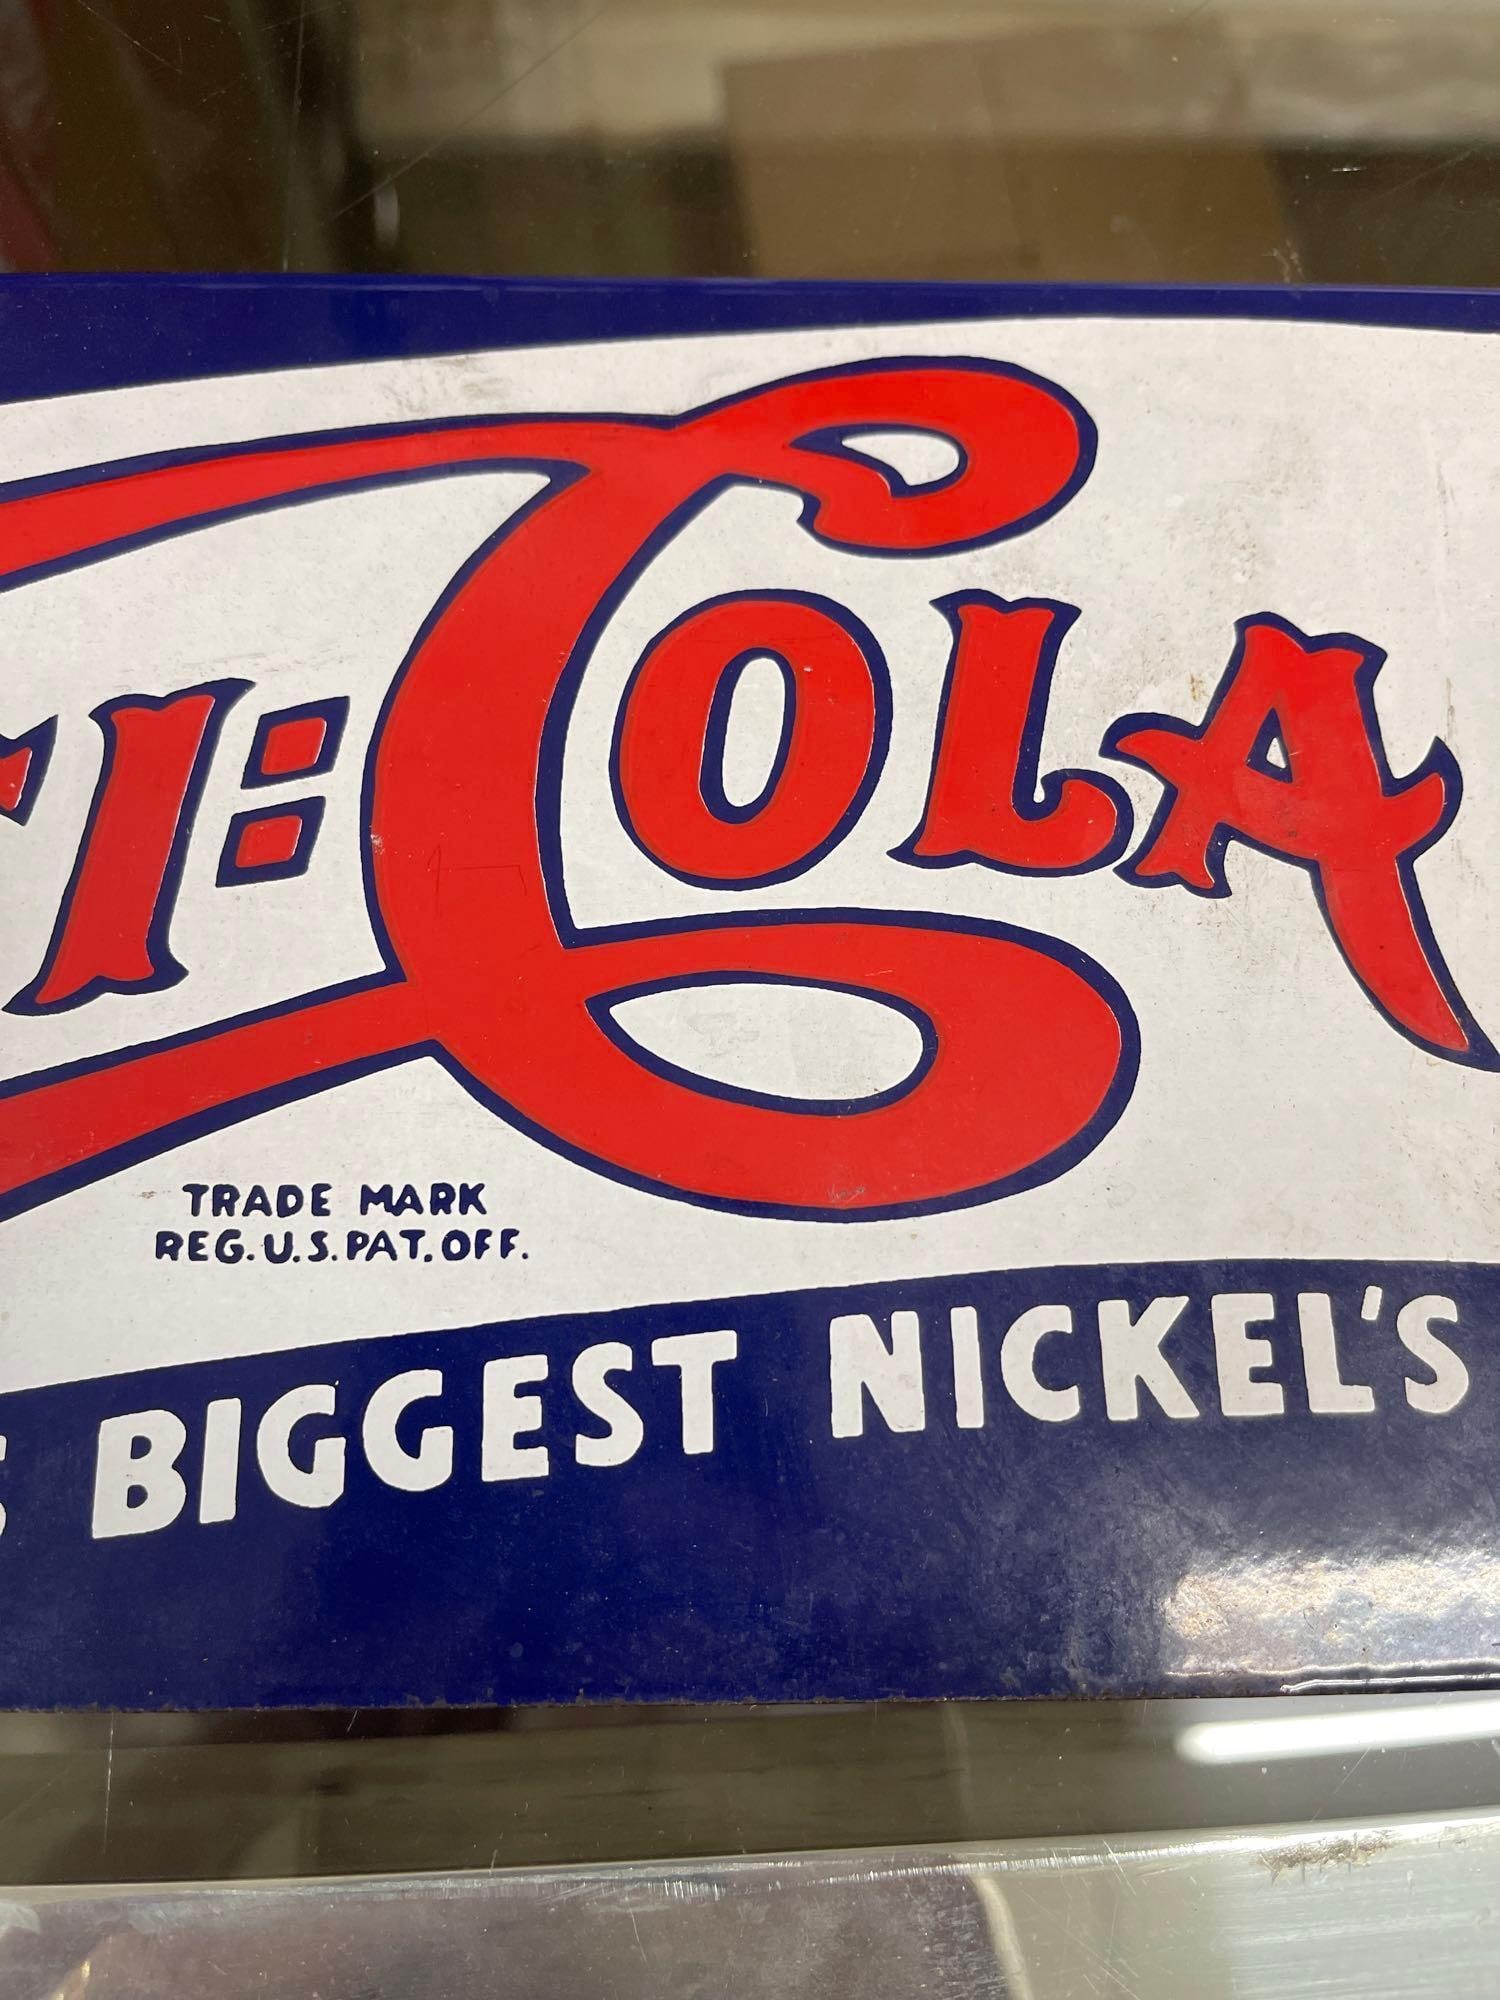 I:COLA
TRADE MARK
REG. U.S. PAT. OFF.
BIGGEST NICKEL'S